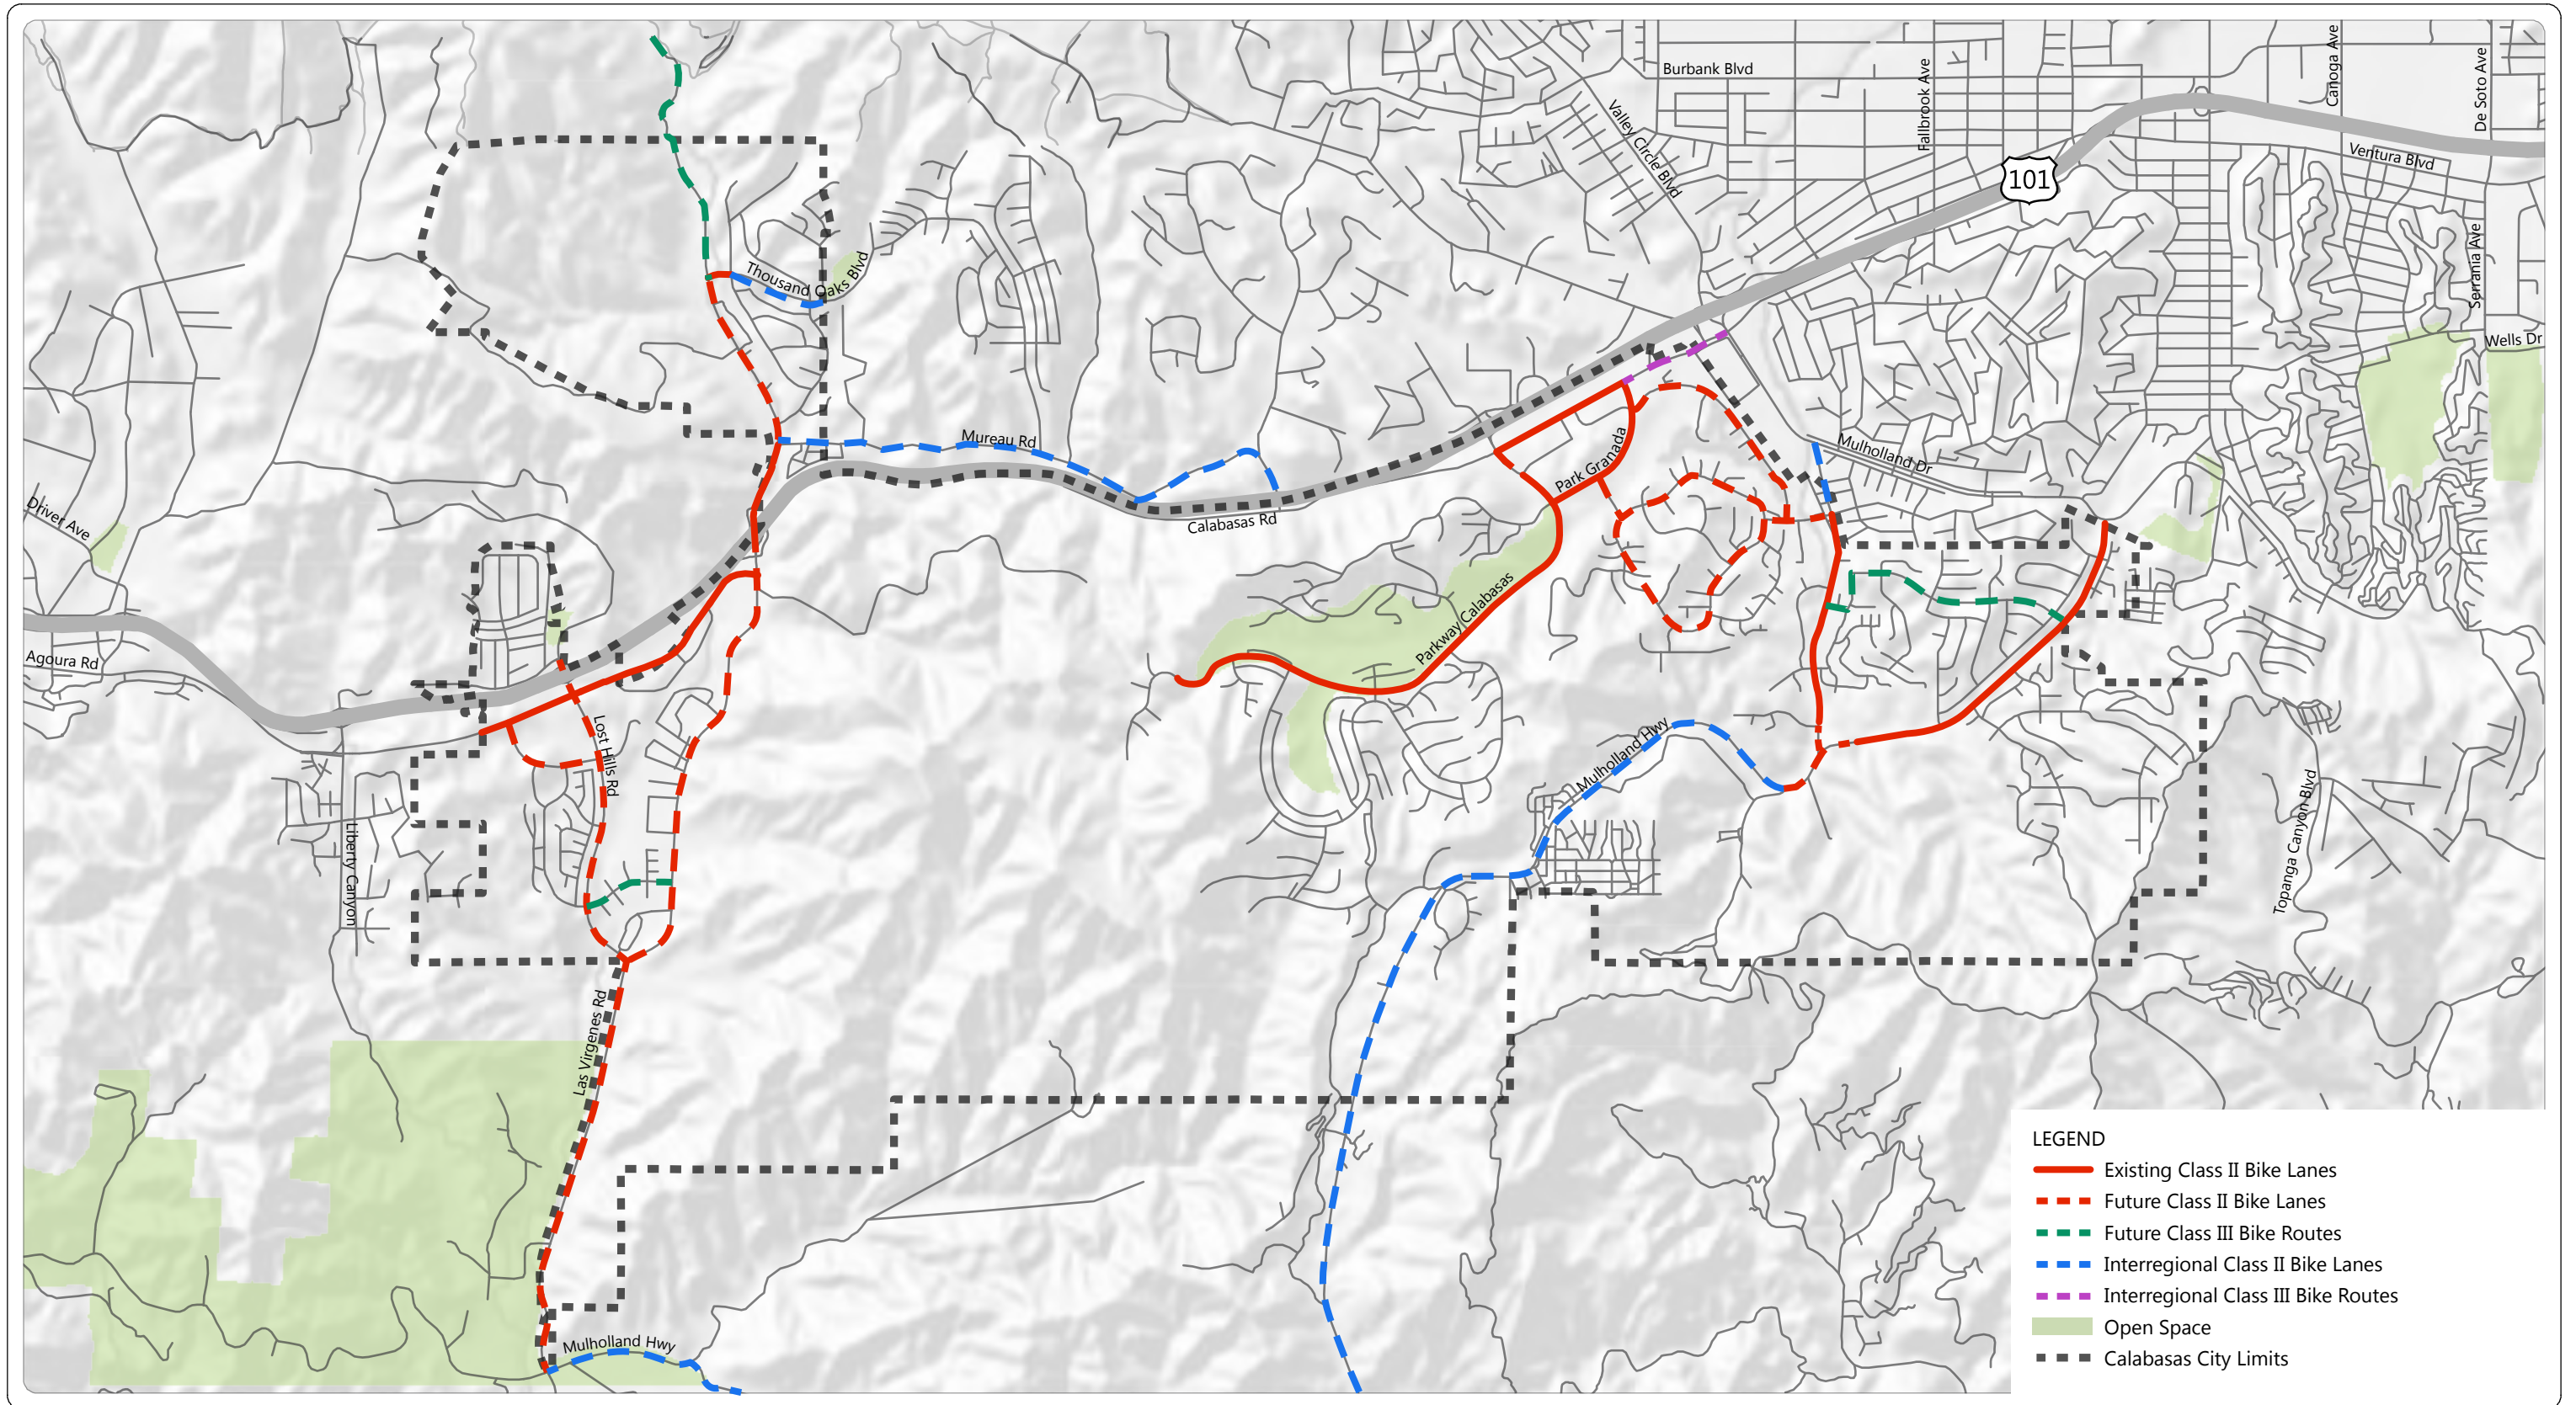 Burbank Blvd
Valley Circle Blvd
Fallbrook Ave
Canoga Ave
De Soto Ave
Ventura Blvd
101
Serrania Ave
Wells Dr
Thousand Oaks Blvd
Mureau Rd
Calabasas Rd
Park Granada
Mulholland Dr
Driver Ave
Parkway Calabasas
Agoura Rd
Lost Hills Rd
Mulholland Hwy
Liberty Canyon
Topanga Canyon Blvd
Las Virgenes Rd
Mulholland Hwy
LEGEND
Existing Class II Bike Lanes
Future Class II Bike Lanes
Future Class III Bike Routes
Interregional Class II Bike Lanes
Interregional Class III Bike Routes
Open Space
Calabasas City Limits